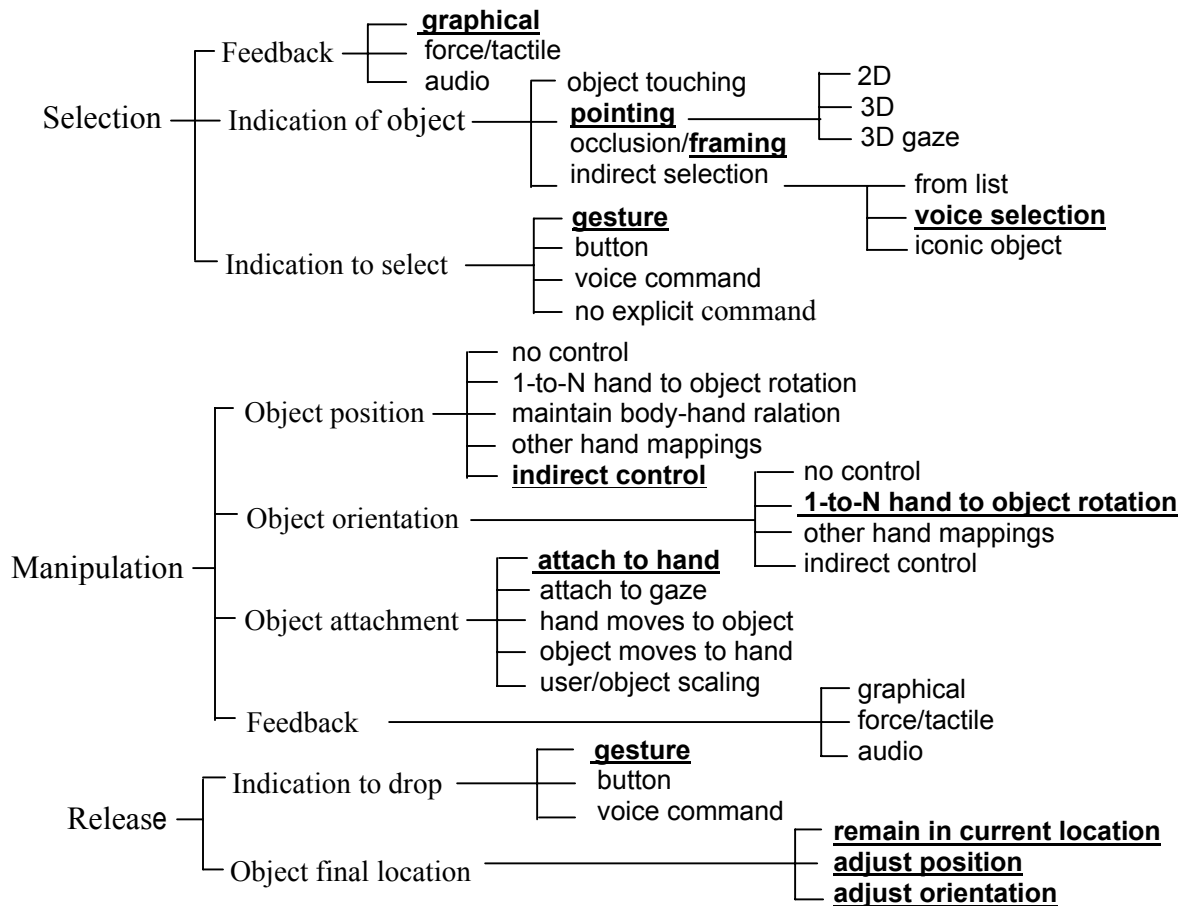 graphical
Feedback
force/tactile
audio
2D
object touching
3D
Selection
Indication of object
pointing
3D gaze
occlusion/framing
indirect selection
from list
gesture
voice selection
button
iconic object
Indication to select
voice command
no explicit command
no control
1-to-N hand to object rotation
Object position
maintain body-hand ralation
other hand mappings
indirect control
no control
1-to-N hand to object rotation
Object orientation
other hand mappings
indirect control
Manipulation
attach to hand
attach to gaze
Object attachment
hand moves to object
object moves to hand
user/object scaling
graphical
Feedback
force/tactile
audio
gesture
Indication to drop
button
voice command
Release
remain in current location
Object final location
adjust position
adjust orientation